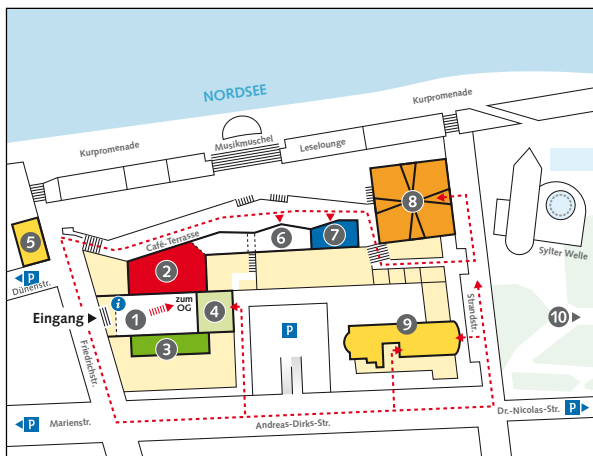 NORDSEE
Kurpromenade
Kurpromenade
Musikmuschel
Leselounge
8
5
Café-Terrasse
6
7
P
Dünenstr.
2
Sylter Welle
i
zum
OG
Eingang
1
4
P
Strandstr.
10
9
3
Friedrichstr.
P
Marienstr.
Andreas-Dirks-Str.
Dr.-Nicolas-Str.
P